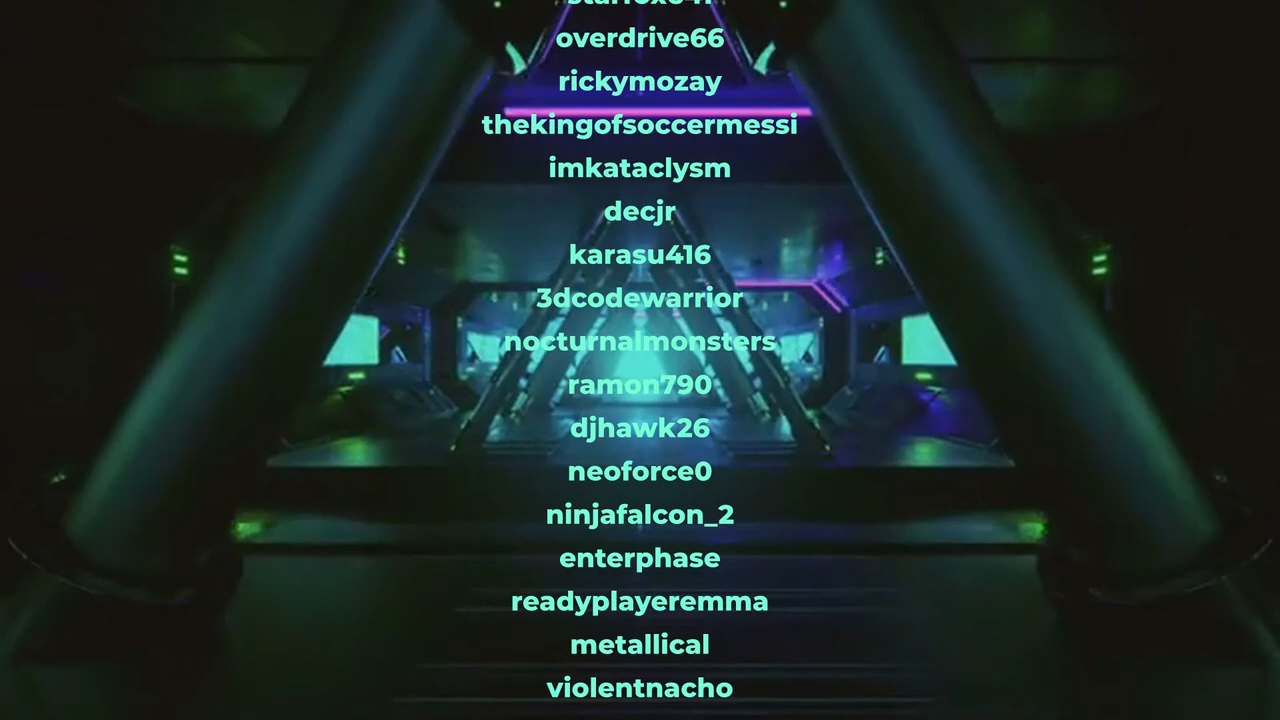 overdrive66
rickymozay
thekingofsoccermessi
imkataclysm
decjr
karasu416
3dcodewarrior
nocturnalmonsters
ramon790
djhawk26
neoforce0
ninjafalcon_2
enterphase
readyplayeremma
metallical
violentnacho